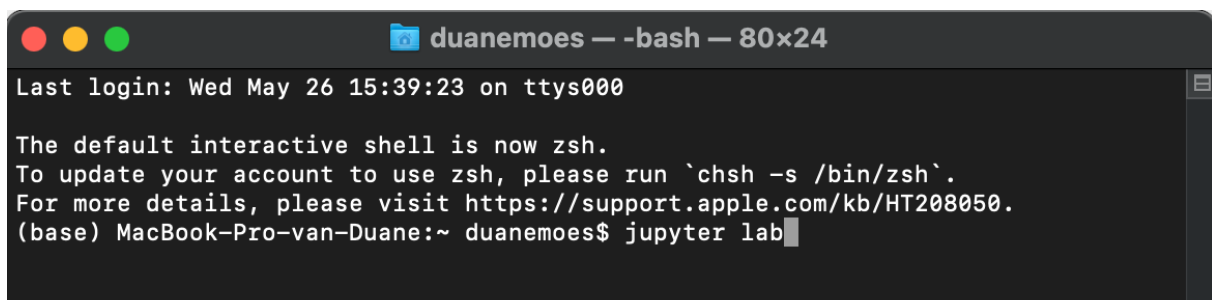 duanemoes — -bash — 80×24
Last login: Wed May 26 15:39:23 on ttys000
The default interactive shell is now zsh.
To update your account to use zsh, please run `chsh -s /bin/zsh`.
For more details, please visit https://support.apple.com/kb/HT208050.
(base) MacBook-Pro-van-Duane:~ duanemoes$ jupyter lab